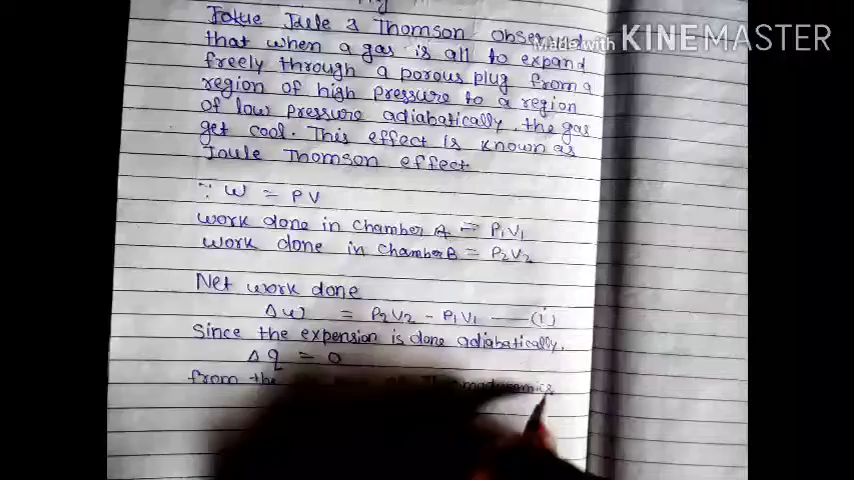 Joule Thomson observed
that when a gas is all to expand
freely through a porous plug from a
region of high pressure to a region
of low pressure adiabatically, the gas
get cool. This effect is known as
Joule Thomson effect
∵ W = PV
work done in chamber A = P₁V₁
work done in chamber B = P₂V₂
Net work done
Δw = P₂V₂ - P₁V₁ — (i)
Since the expension is done adiabatically.
Δq = 0
from the
Made with KINEMASTER